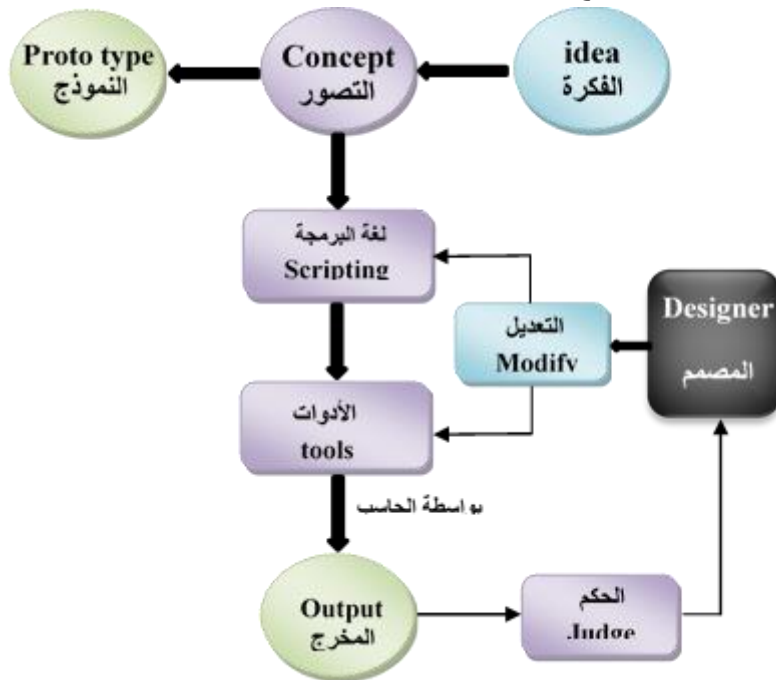 Proto type
النموذج
Concept
التصور
idea
الفكرة
لغة البرمجة
Scripting
Designer
المصمم
التعديل
Modify
الأدوات
tools
بواسطة الحاسب
Output
المخرج
الحكم
Judge